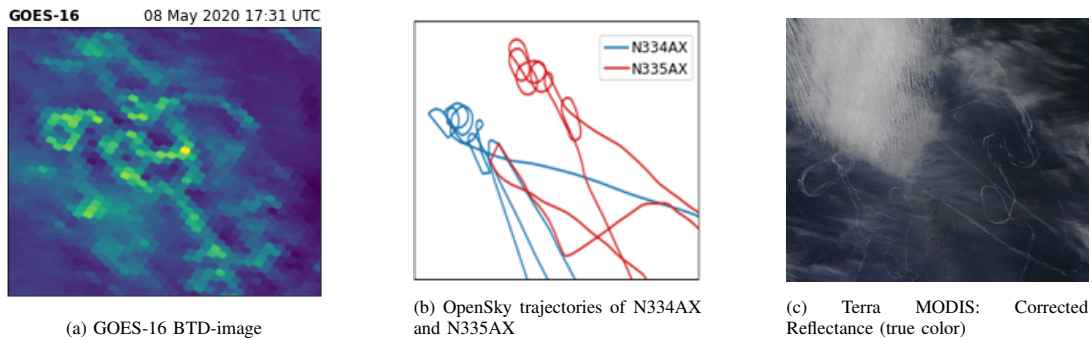 GOES-16 08 May 2020 17:31 UTC
N334AX
N335AX
(a) GOES-16 BTD-image
(b) OpenSky trajectories of N334AX
and N335AX
(c) Terra MODIS: Corrected
Reflectance (true color)